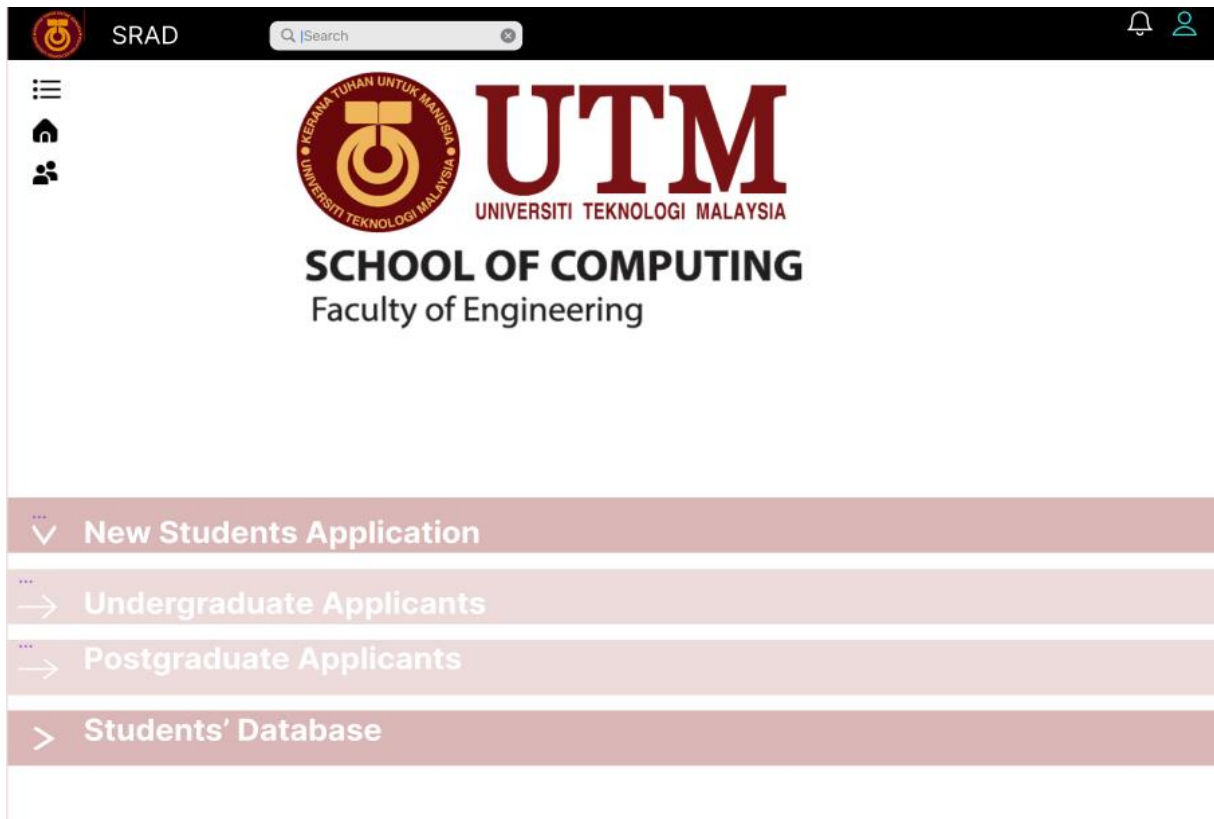 SRAD
Search
KERANA TUHAN UNTUK MANUSIA
UNIVERSITI TEKNOLOGI MALAYSIA
UTM
UNIVERSITI TEKNOLOGI MALAYSIA
SCHOOL OF COMPUTING
Faculty of Engineering
New Students Application
Undergraduate Applicants
Postgraduate Applicants
Students’ Database